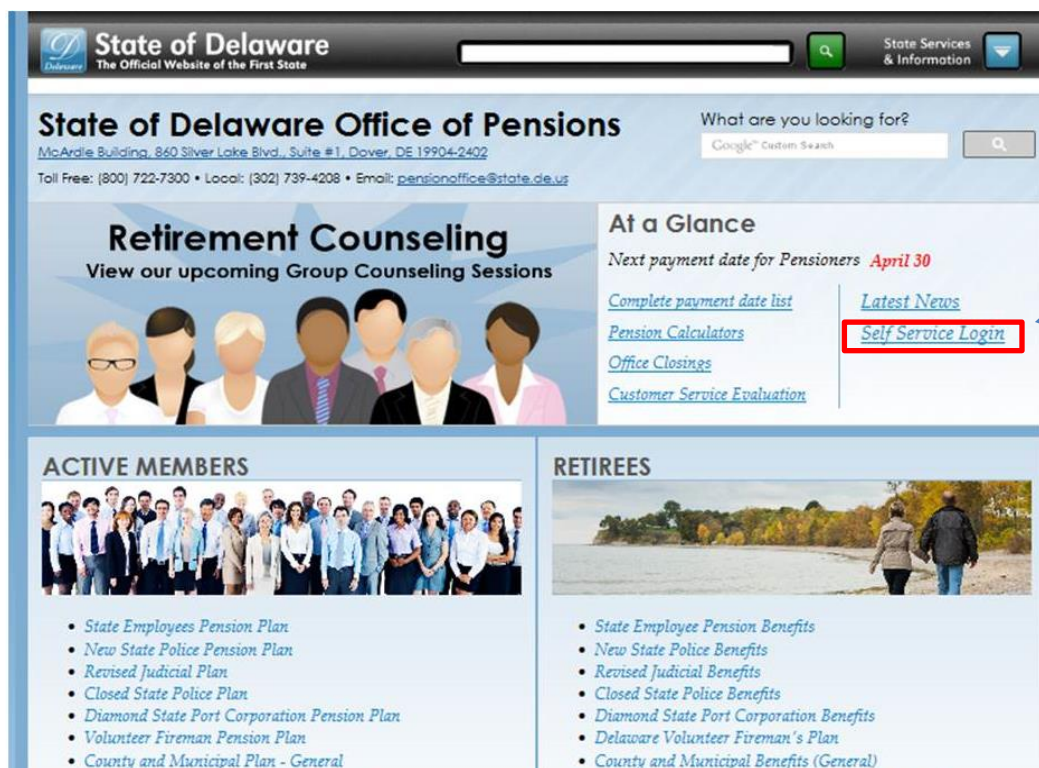 State of Delaware
The Official Website of the First State
Delaware
State Services
& Information
State of Delaware Office of Pensions
McArdle Building, 860 Silver Lake Blvd., Suite #1, Dover, DE 19904-2402
Toll Free: (800) 722-7300 • Local: (302) 739-4208 • Email: pensionoffice@state.de.us
What are you looking for?
Google™ Custom Search
Retirement Counseling
View our upcoming Group Counseling Sessions
At a Glance
Next payment date for Pensioners April 30
Complete payment date list
Pension Calculators
Office Closings
Customer Service Evaluation
Latest News
Self Service Login
ACTIVE MEMBERS
• State Employees Pension Plan
• New State Police Pension Plan
• Revised Judicial Plan
• Closed State Police Plan
• Diamond State Port Corporation Pension Plan
• Volunteer Fireman Pension Plan
• County and Municipal Plan - General
RETIREES
• State Employee Pension Benefits
• New State Police Benefits
• Revised Judicial Benefits
• Closed State Police Benefits
• Diamond State Port Corporation Benefits
• Delaware Volunteer Fireman's Plan
• County and Municipal Benefits (General)